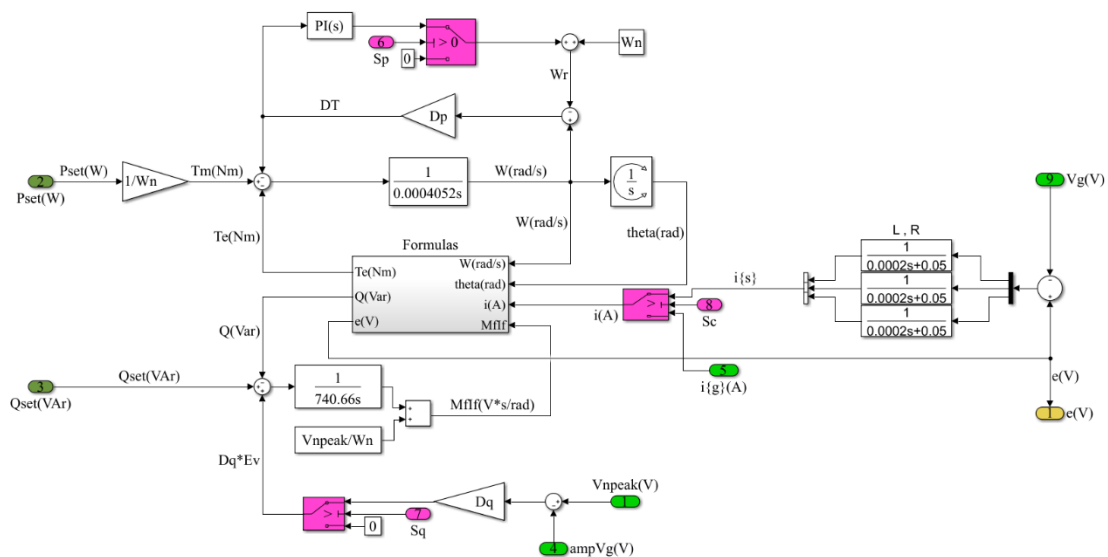 PI(s)
6
Sp
> 0
0
Wn
Wr
DT
Dp
Pset(W)
2
Pset(W)
1/Wn
Tm(Nm)
1
0.0004052s
W(rad/s)
1
s
W(rad/s)
theta(rad)
9
Vg(V)
Te(Nm)
Formulas
Te(Nm)
Q(Var)
e(V)
W(rad/s)
theta(rad)
i(A)
MfIf
i(A)
>
8
Sc
i{s}
L , R
1
0.0002s+0.05
1
0.0002s+0.05
1
0.0002s+0.05
Q(Var)
5
i{g}(A)
e(V)
1
e(V)
Qset(VAr)
3
Qset(VAr)
1
740.66s
MfIf(V*s/rad)
Vnpeak/Wn
Dq*Ev
>
7
Sq
0
Dq
Vnpeak(V)
1
4
ampVg(V)